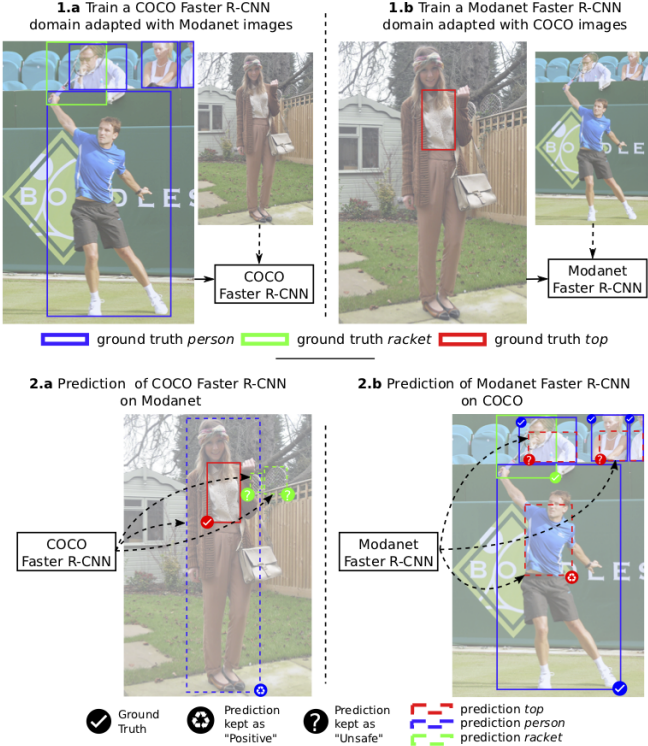 1.a Train a COCO Faster R-CNN
domain adapted with Modanet images
1.b Train a Modanet Faster R-CNN
domain adapted with COCO images
BOODLES
COCO
Faster R-CNN
Modanet
Faster R-CNN
ground truth person
ground truth racket
ground truth top
2.a Prediction of COCO Faster R-CNN
on Modanet
2.b Prediction of Modanet Faster R-CNN
on COCO
?
?
?
?
COCO
Faster R-CNN
Modanet
Faster R-CNN
BOODLES
Ground
Truth
Prediction
kept as
"Positive"
?
Prediction
kept as
"Unsafe"
prediction top
prediction person
prediction racket